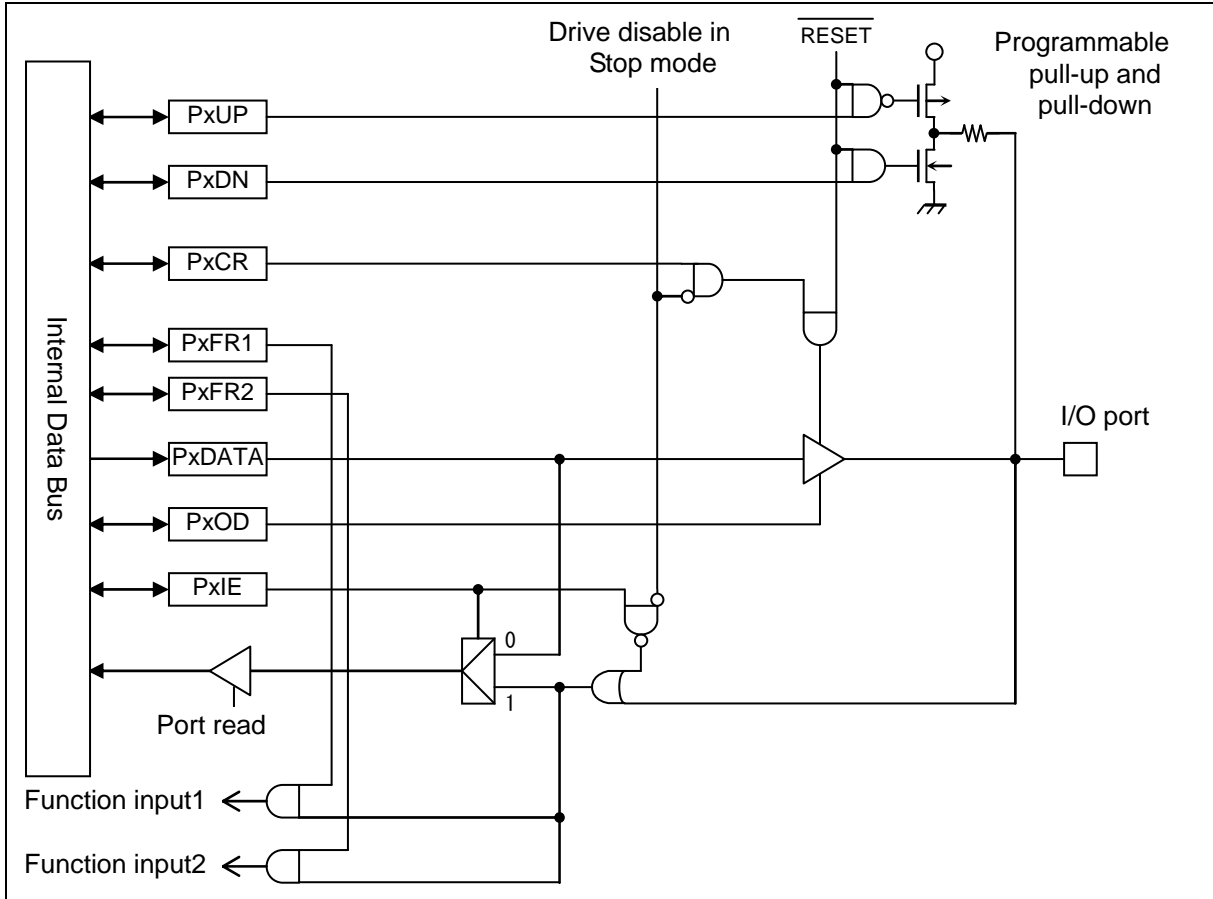 Drive disable in
Stop mode
RESET
Programmable
pull-up and
pull-down
Internal Data Bus
PxUP
PxDN
PxCR
PxFR1
PxFR2
PxDATA
I/O port
PxOD
PxIE
0
1
Port read
Function input1
Function input2